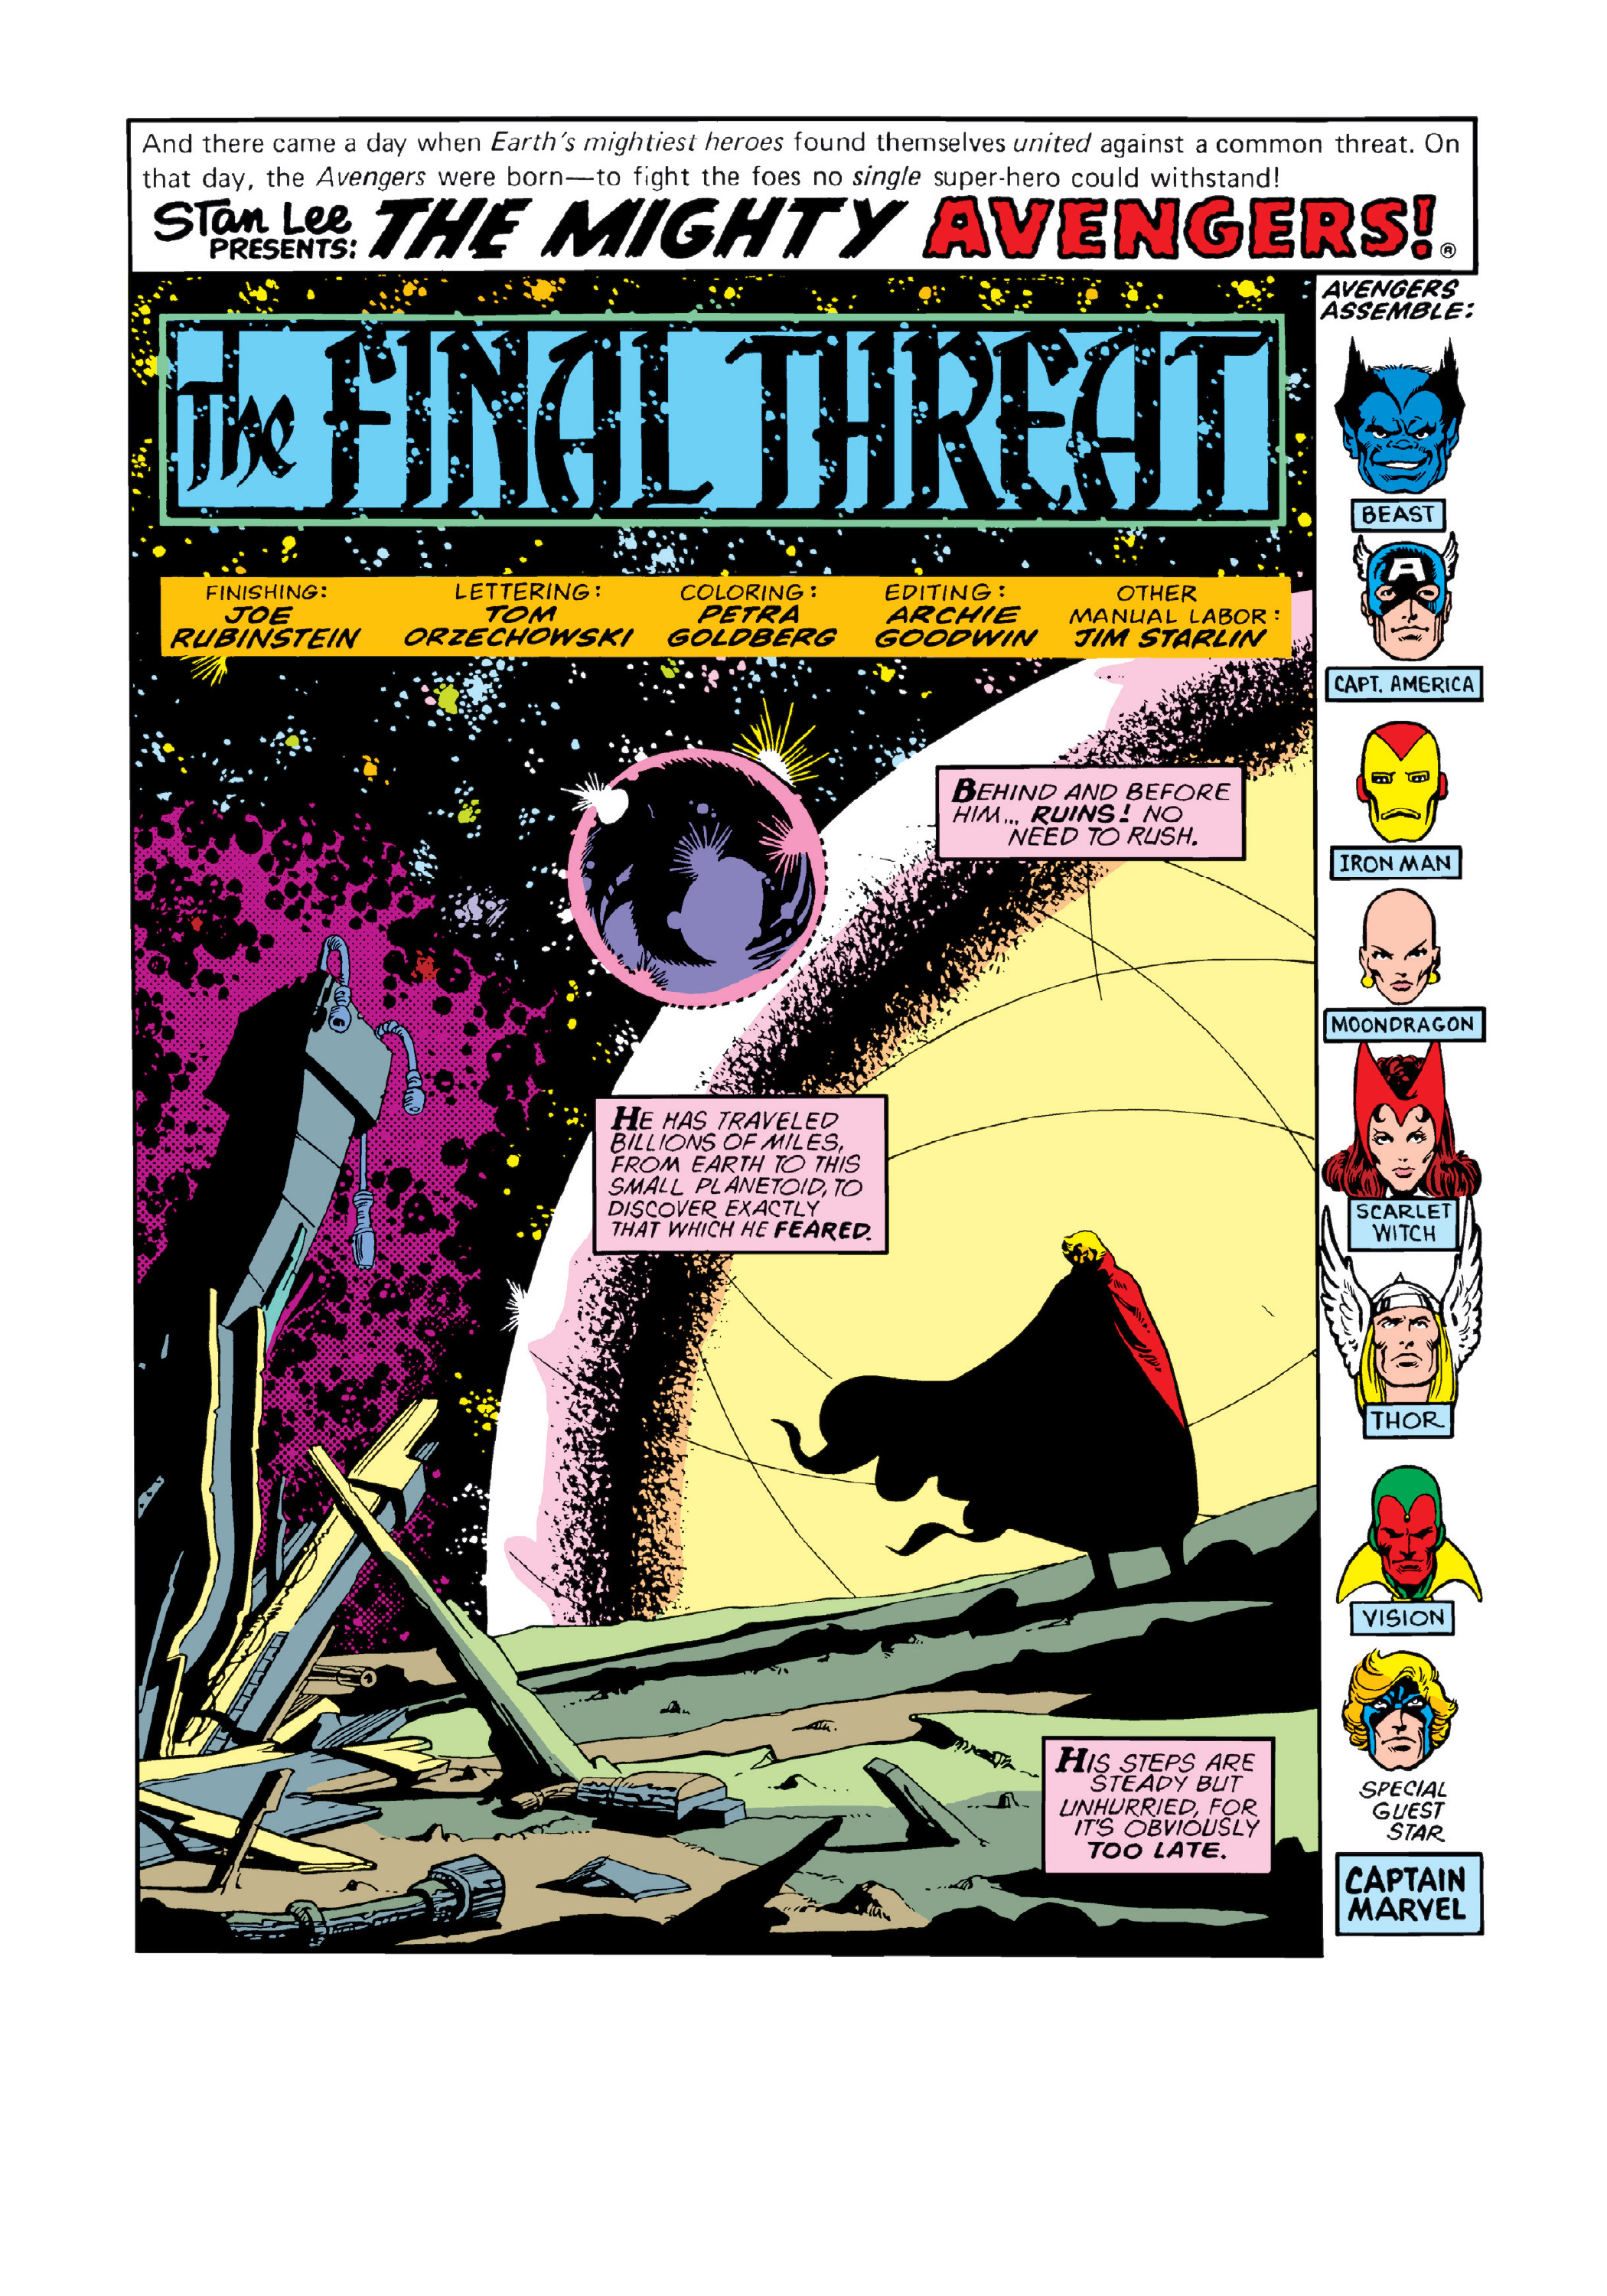 And there came a day when Earth's mightiest heroes found themselves united against a common threat. On
that day, the Avengers were born—to fight the foes no single super-hero could withstand!
STan Lee
PRESENTS:
THE MIGHTY AVENGERS!®
The FINAL THREAT
FINISHING:
JOE
RUBINSTEIN
LETTERING:
TOM
ORZECHOWSKI
COLORING:
PETRA
GOLDBERG
EDITING:
ARCHIE
GOODWIN
OTHER
MANUAL LABOR:
JIM STARLIN
BEHIND AND BEFORE
HIM... RUINS! NO
NEED TO RUSH.
HE HAS TRAVELED
BILLIONS OF MILES,
FROM EARTH TO THIS
SMALL PLANETOID, TO
DISCOVER EXACTLY
THAT WHICH HE FEARED.
HIS STEPS ARE
STEADY BUT
UNHURRIED, FOR
IT'S OBVIOUSLY
TOO LATE.
AVENGERS
ASSEMBLE:
BEAST
CAPT. AMERICA
IRON MAN
MOONDRAGON
SCARLET
WITCH
THOR
VISION
SPECIAL
GUEST
STAR
CAPTAIN
MARVEL